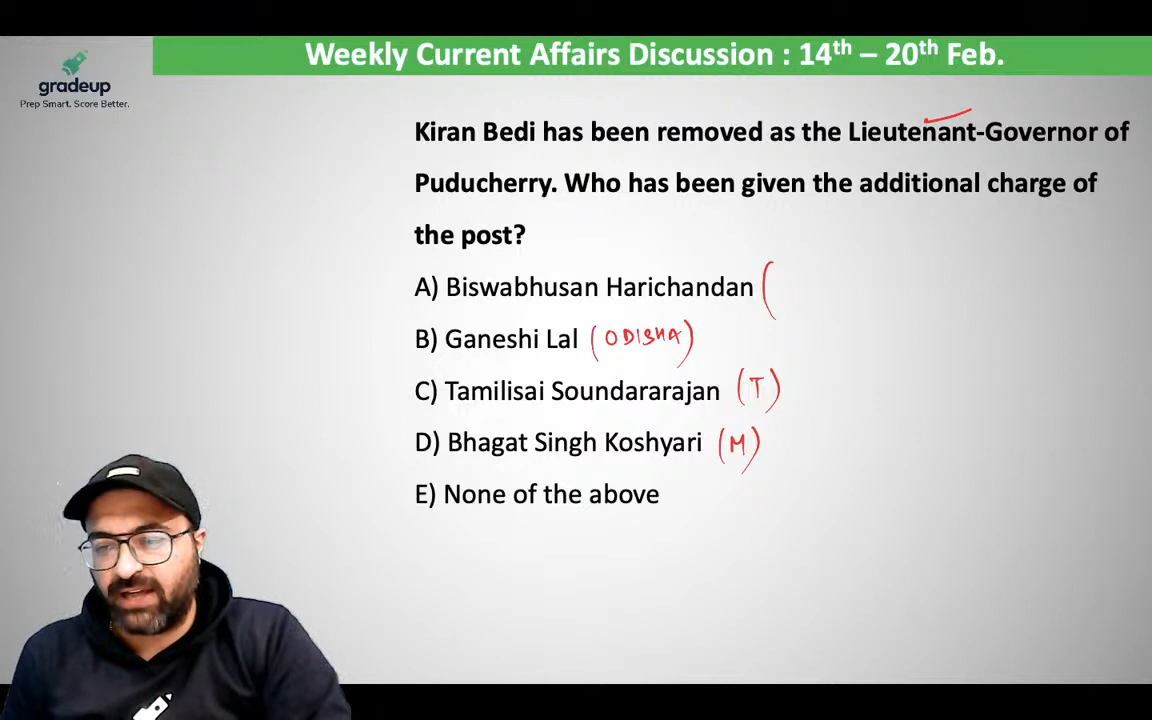 Weekly Current Affairs Discussion : 14th – 20th Feb.
gradeup
Prep Smart. Score Better.
Kiran Bedi has been removed as the Lieutenant-Governor of
Puducherry. Who has been given the additional charge of
the post?
A) Biswabhusan Harichandan (
B) Ganeshi Lal (ODISHA)
C) Tamilisai Soundararajan (T)
D) Bhagat Singh Koshyari (M)
E) None of the above